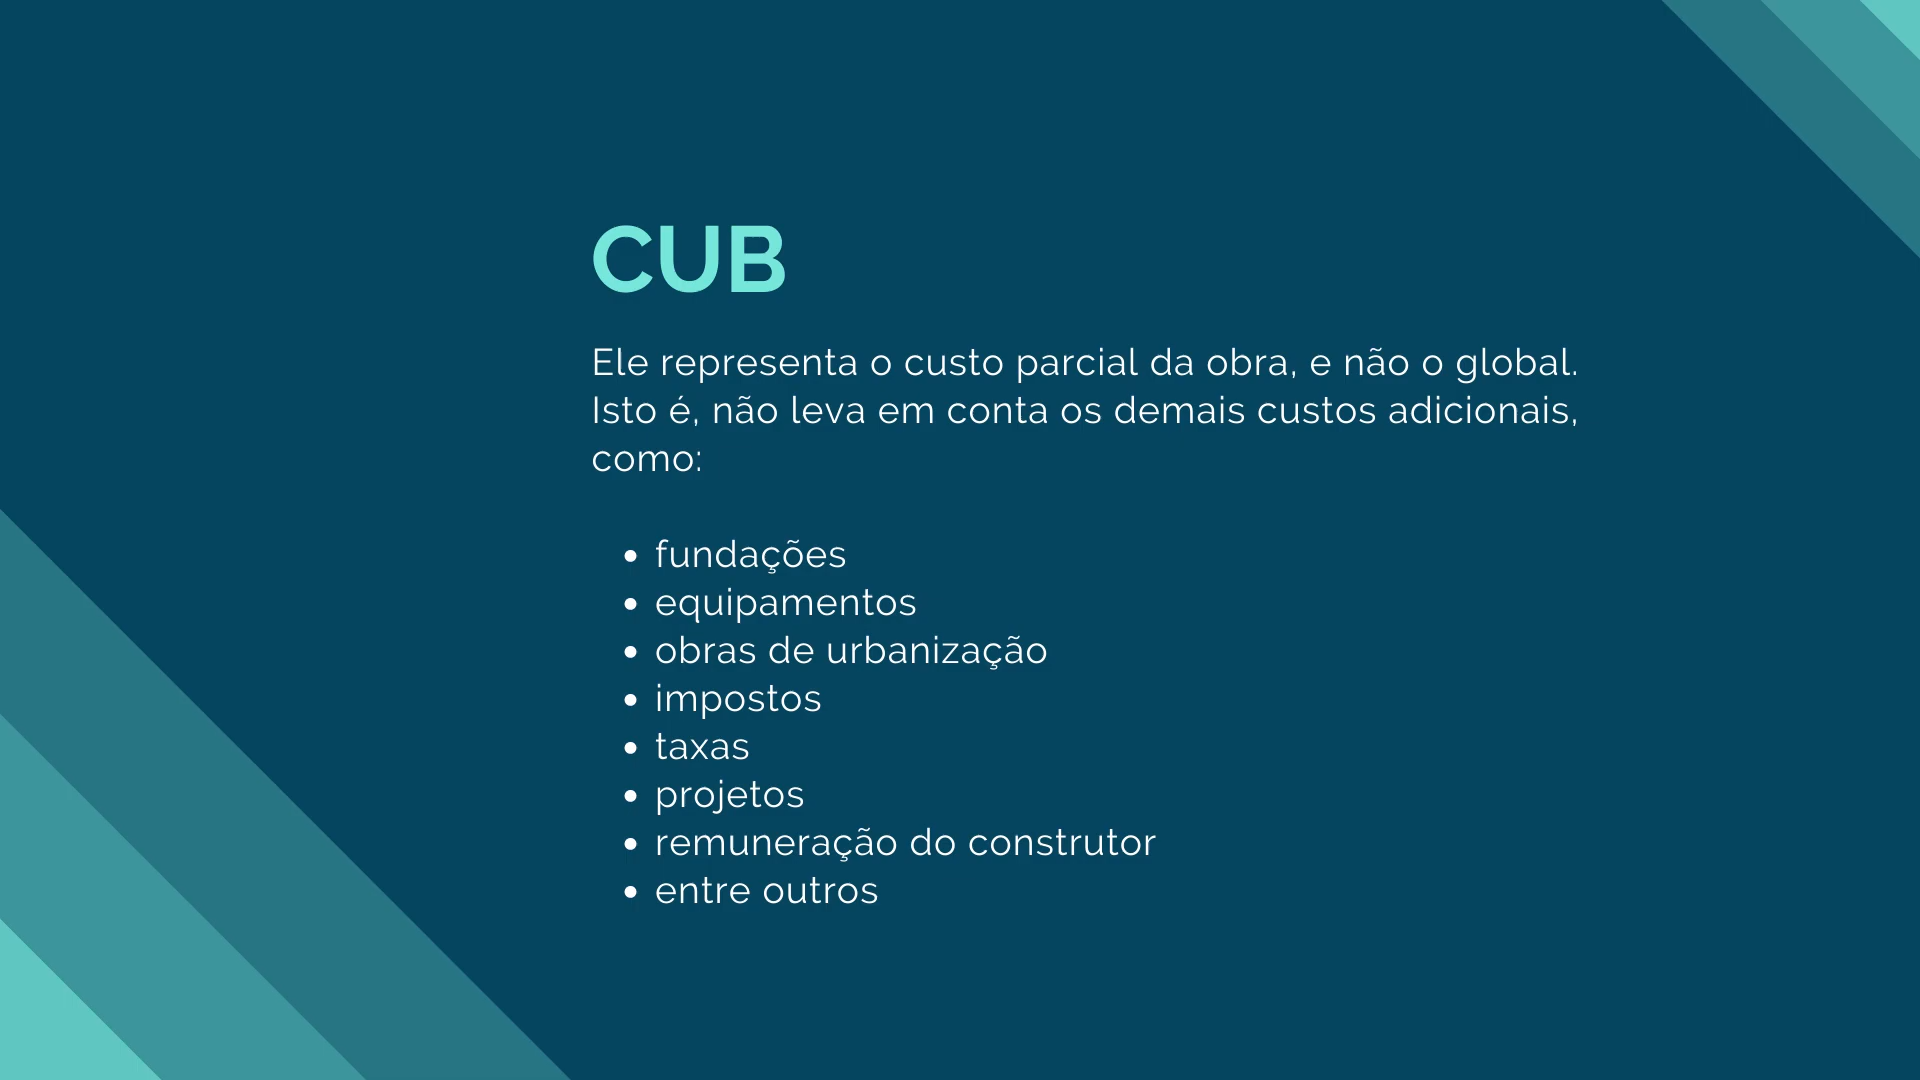 CUB
Ele representa o custo parcial da obra, e não o global.
Isto é, não leva em conta os demais custos adicionais,
como:
• fundações
• equipamentos
• obras de urbanização
• impostos
• taxas
• projetos
• remuneração do construtor
• entre outros